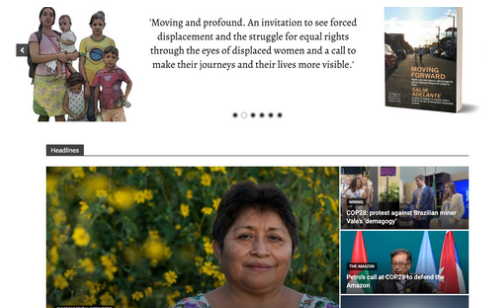 'Moving and profound. An invitation to see forced
displacement and the struggle for equal rights
through the eyes of displaced women and a call to
make their journeys and their lives more visible.'
MOVING
FORWARD
SALIR
ADELANTE
Headlines
MINING
COP28: protest against Brazilian miner
Vale's "demagogy"
THE AMAZON
Petro's call at COP28 to defend the
Amazon